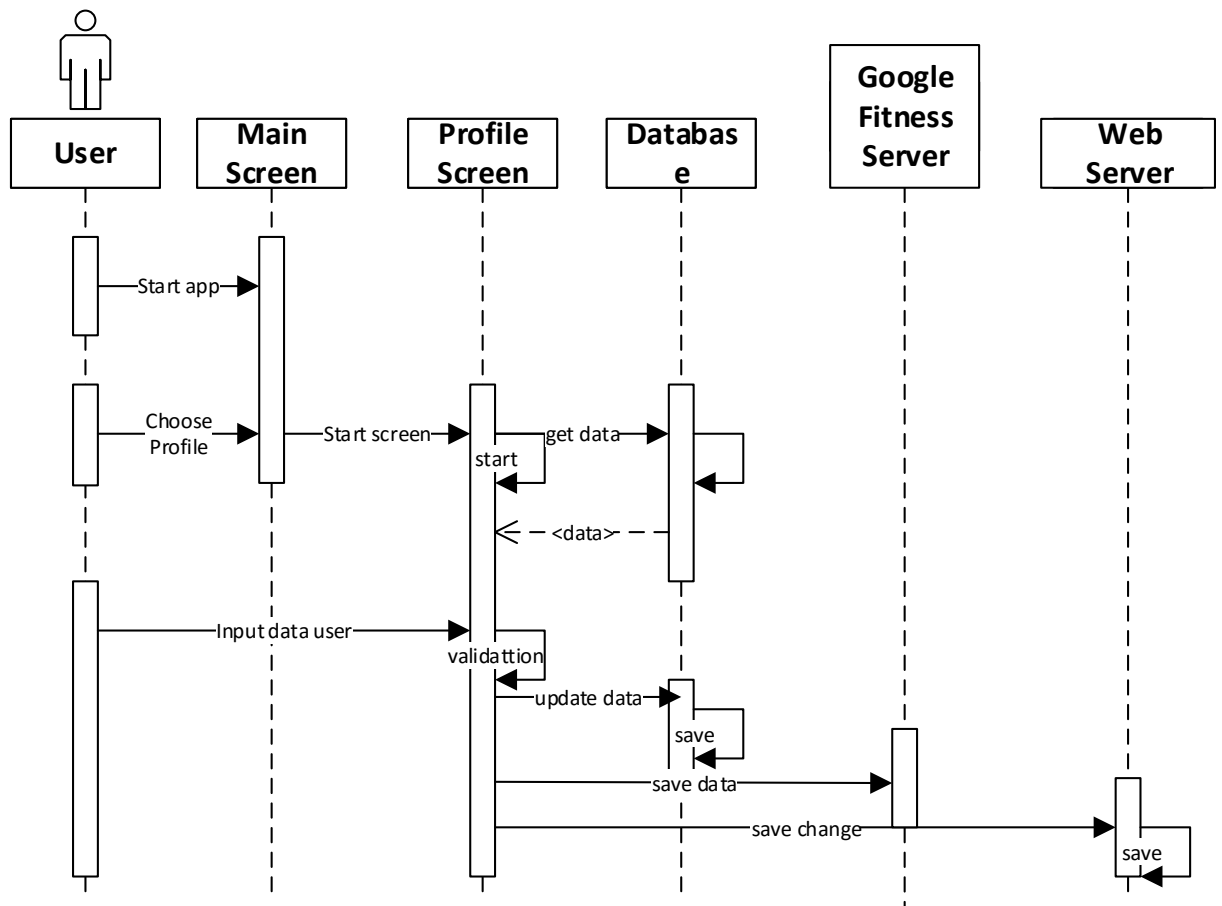 Google
Fitness
Server
User
Main
Screen
Profile
Screen
Databas
e
Web
Server
Start app
Choose
Profile
Start screen
get data
start
<data>
Input data user
validattion
update data
save
save data
save change
save